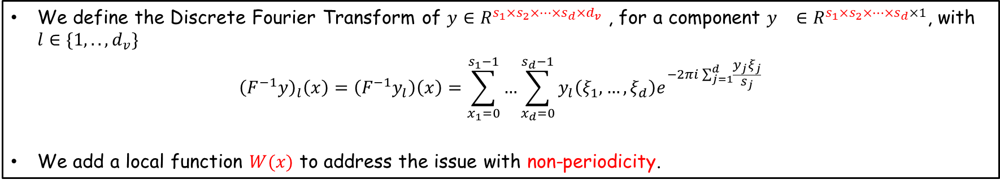 • We define the Discrete Fourier Transform of $y \in R^{s_1 \times s_2 \times \cdots \times s_d \times d_v}$ , for a component $y \quad \in R^{s_1 \times s_2 \times \cdots \times s_d \times 1}$, with
$l \in \{1,..,d_v\}$
$(F^{-1}y)_l(x) = (F^{-1}y_l)(x) = \sum_{x_1=0}^{s_1-1} \ldots \sum_{x_d=0}^{s_d-1} y_l(\xi_1, \ldots, \xi_d) e^{-2\pi i \sum_{j=1}^{d} \frac{y_j \xi_j}{s_j}}$
• We add a local function $W(x)$ to address the issue with non-periodicity.